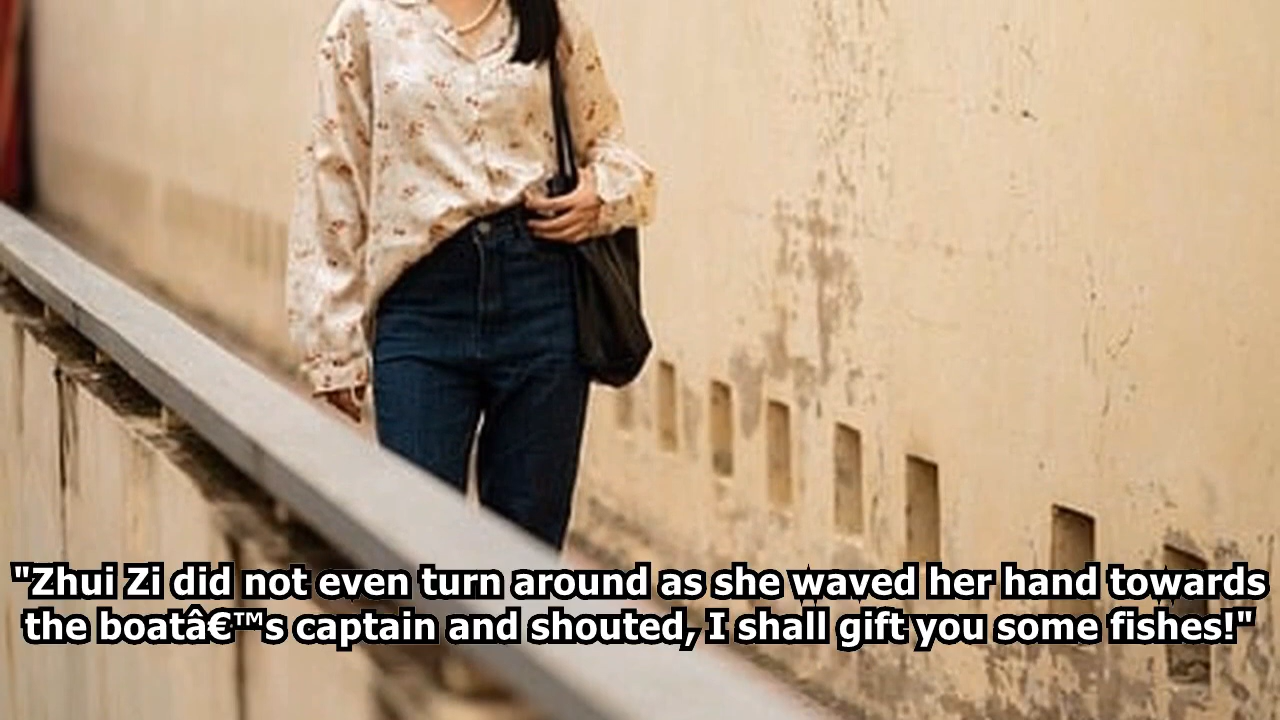 "Zhui Zi did not even turn around as she waved her hand towards
the boatâ€™s captain and shouted, I shall gift you some fishes!"